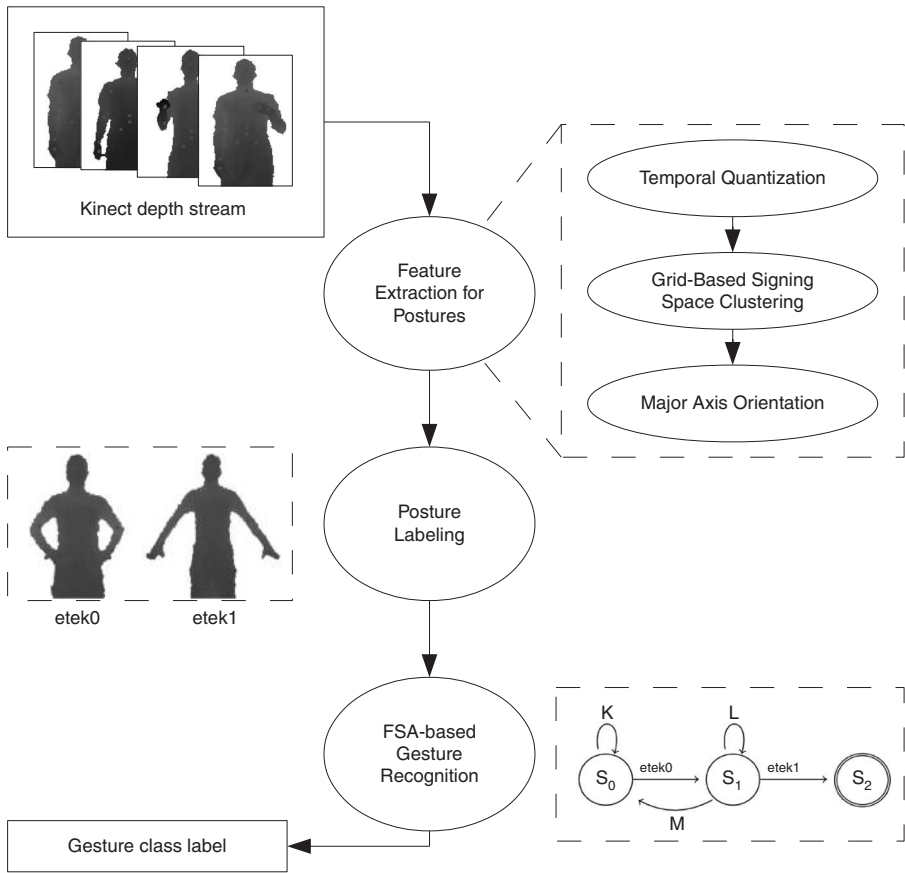 Kinect depth stream
Feature
Extraction for
Postures
Temporal Quantization
Grid-Based Signing
Space Clustering
Major Axis Orientation
Posture
Labeling
etek0
etek1
FSA-based
Gesture
Recognition
K
L
S0
etek0
S1
etek1
S2
M
Gesture class label